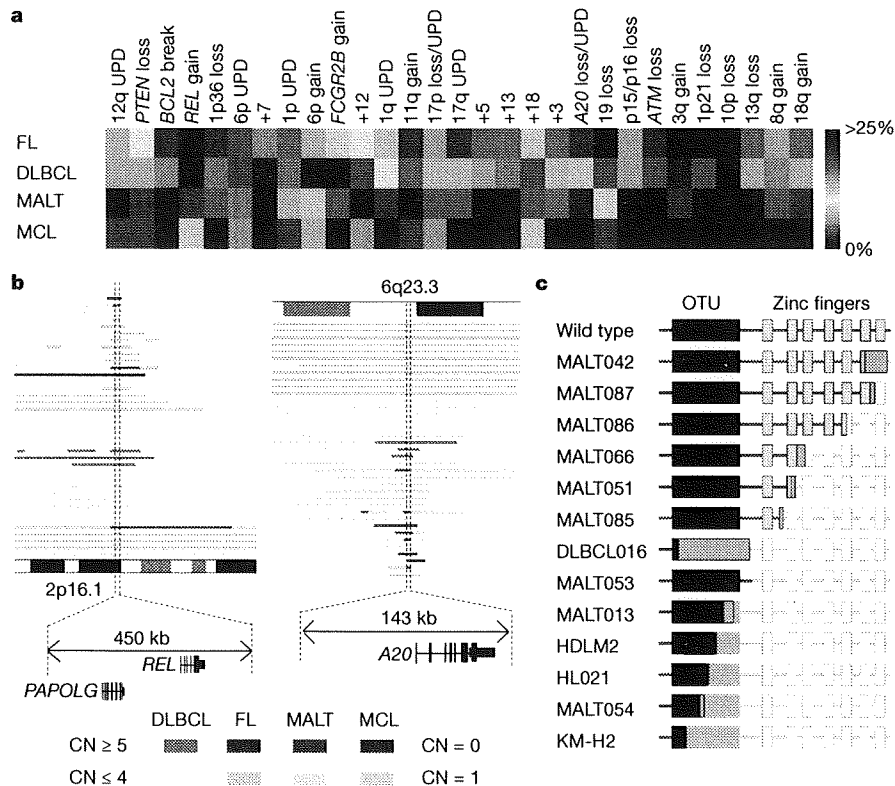 a
12q UPD
PTEN loss
BCL2 break
REL gain
1p36 loss
6p UPD
+7
1p UPD
6p gain
FCGR2B gain
+12
1q UPD
11q gain
17p loss/UPD
17q UPD
+5
+13
+18
+3
A20 loss/UPD
19 loss
p15/p16 loss
ATM loss
3q gain
1p21 loss
10p loss
13q loss
8q gain
18q gain
FL
DLBCL
MALT
MCL
>25%
0%
b
2p16.1
450 kb
REL
PAPOLG
6q23.3
143 kb
A20
DLBCL FL MALT MCL
CN ≥ 5 CN = 0
CN ≤ 4 CN = 1
c
OTU Zinc fingers
Wild type
MALT042
MALT087
MALT086
MALT066
MALT051
MALT085
DLBCL016
MALT053
MALT013
HDLM2
HL021
MALT054
KM-H2